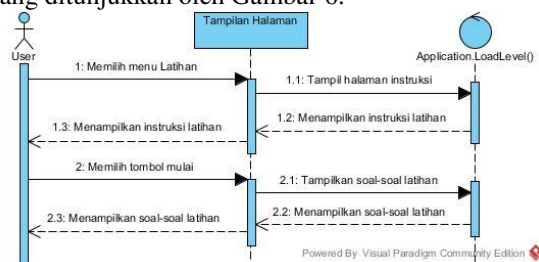 ang ditunjukkan oleh Gambar 6.
Tampilan Halaman
User
Application.LoadLevel()
1: Memilih menu Latihan
1.1: Tampil halaman instruksi
1.2: Menampilkan instruksi latihan
1.3: Menampilkan instruksi latihan
2: Memilih tombol mulai
2.1: Tampilkan soal-soal latihan
2.2: Menampilkan soal-soal latihan
2.3: Menampilkan soal-soal latihan
Powered By Visual Paradigm Community Edition